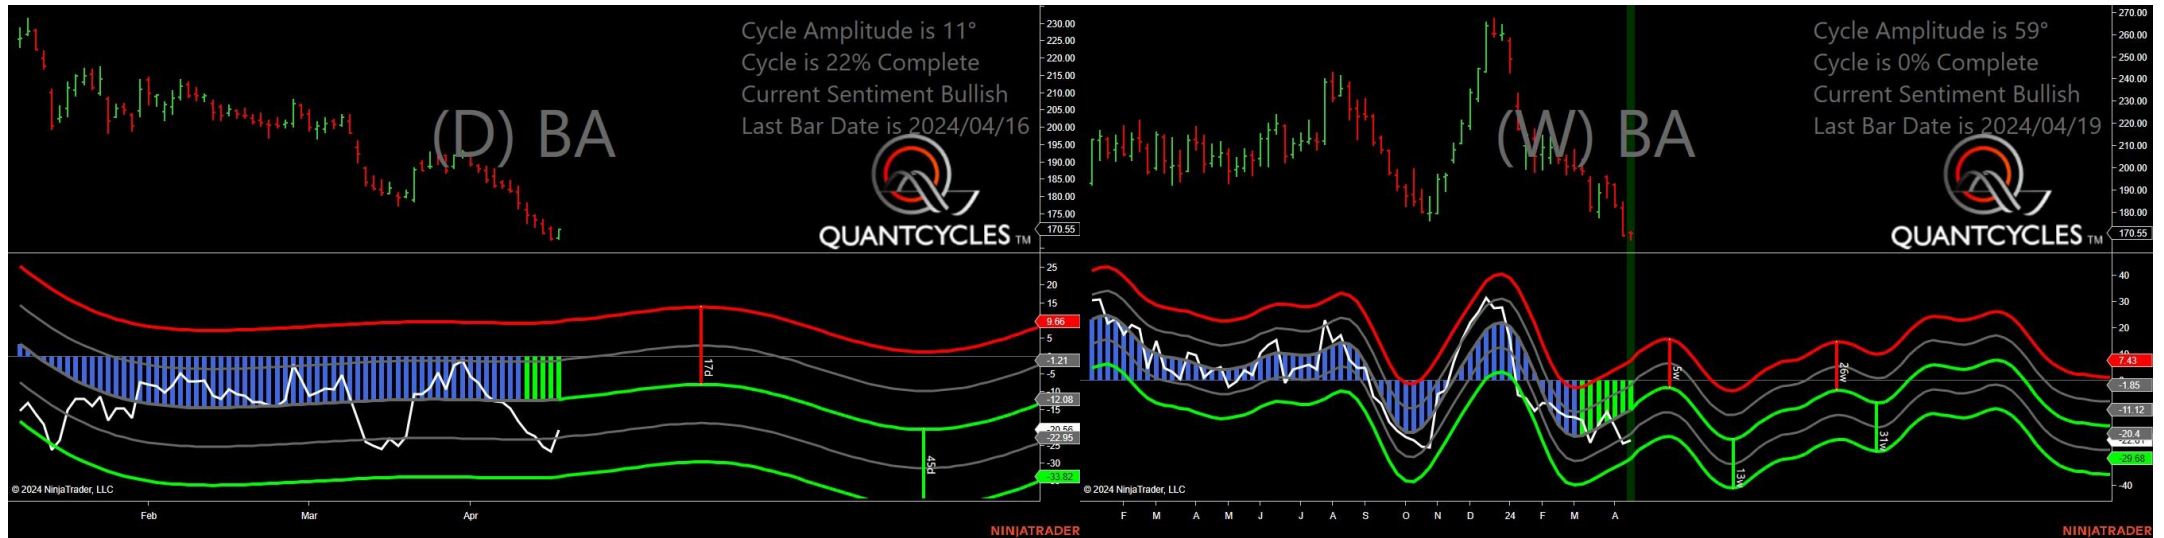 Cycle Amplitude is 11°
Cycle is 22% Complete
Current Sentiment Bullish
Last Bar Date is 2024/04/16
(D) BA
QUANTCYCLES TM
230.00
225.00
220.00
215.00
210.00
205.00
200.00
195.00
190.00
185.00
180.00
175.00
170.55
25
20
15
9.66
5
-1.21
-5
-10
-12.08
-15
-20.56
-22.95
-25
-30
-33.82
17d
45d
© 2024 NinjaTrader, LLC
Feb Mar Apr
NINJATRADER
Cycle Amplitude is 59°
Cycle is 0% Complete
Current Sentiment Bullish
Last Bar Date is 2024/04/19
(W) BA
QUANTCYCLES TM
270.00
260.00
250.00
240.00
230.00
220.00
210.00
200.00
190.00
180.00
170.55
40
30
20
7.43
-1.85
-11.12
-20.4
-29.68
-40
5w
13w
26w
31w
© 2024 NinjaTrader, LLC
F M A M J J A S O N D 24 F M A
NINJATRADER